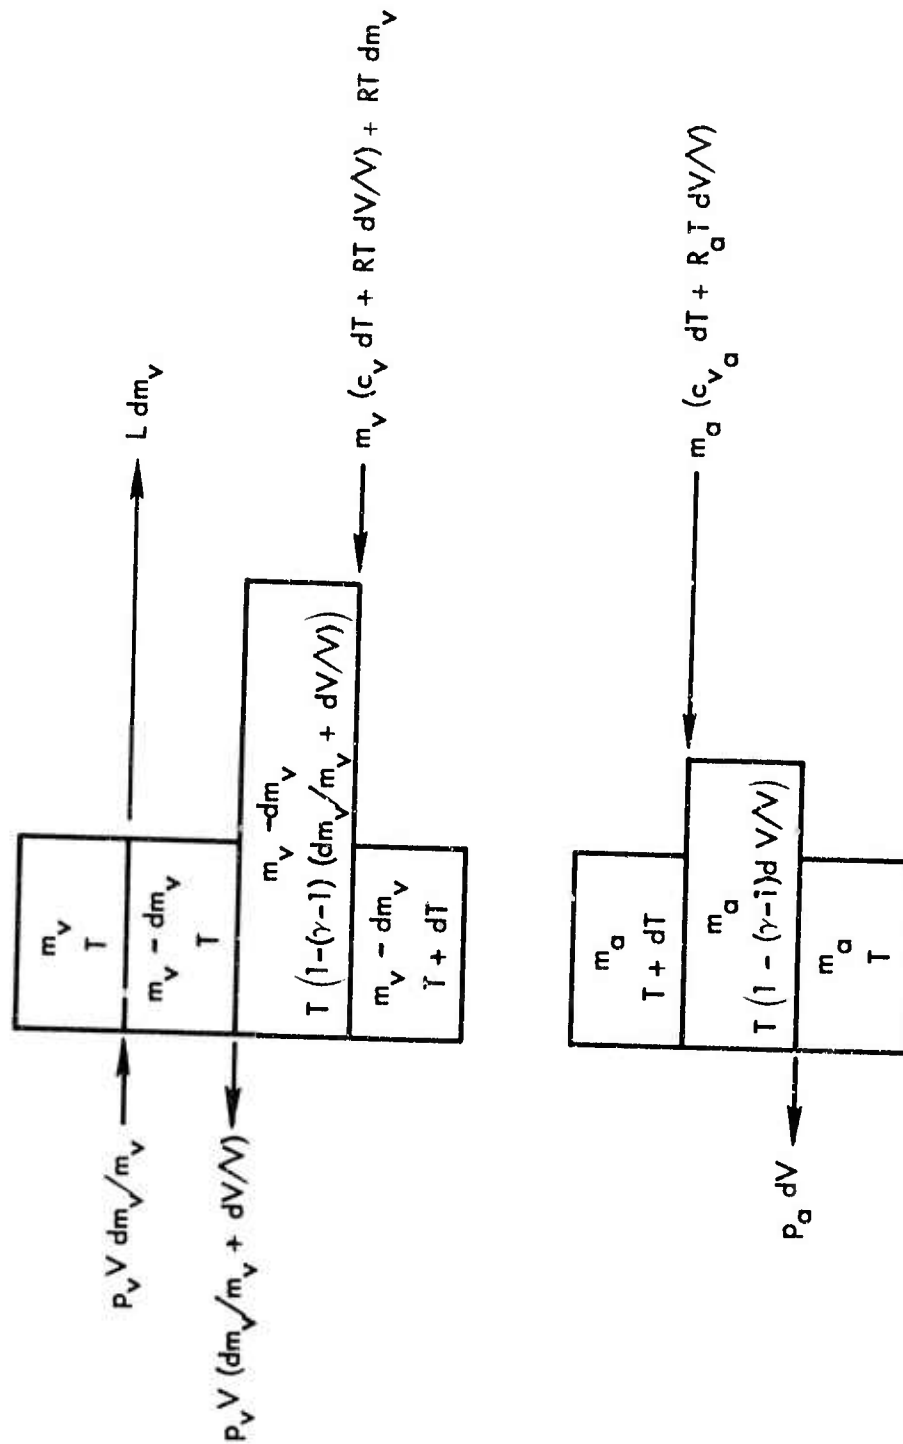 p_v V dm_v/m_v
m_v
T
L dm_v
m_v - dm_v
T
p_v V (dm_v/m_v + dV/V)
m_v - dm_v
T (1-(γ-1) (dm_v/m_v + dV/V))
m_v (c_v dT + RT dV/V) + RT dm_v
m_v - dm_v
T + dT
m_a
T + dT
m_a (c_{v_a} dT + R_a T dV/V)
m_a
T (1 - (γ-1)d V/V)
p_a dV
m_a
T